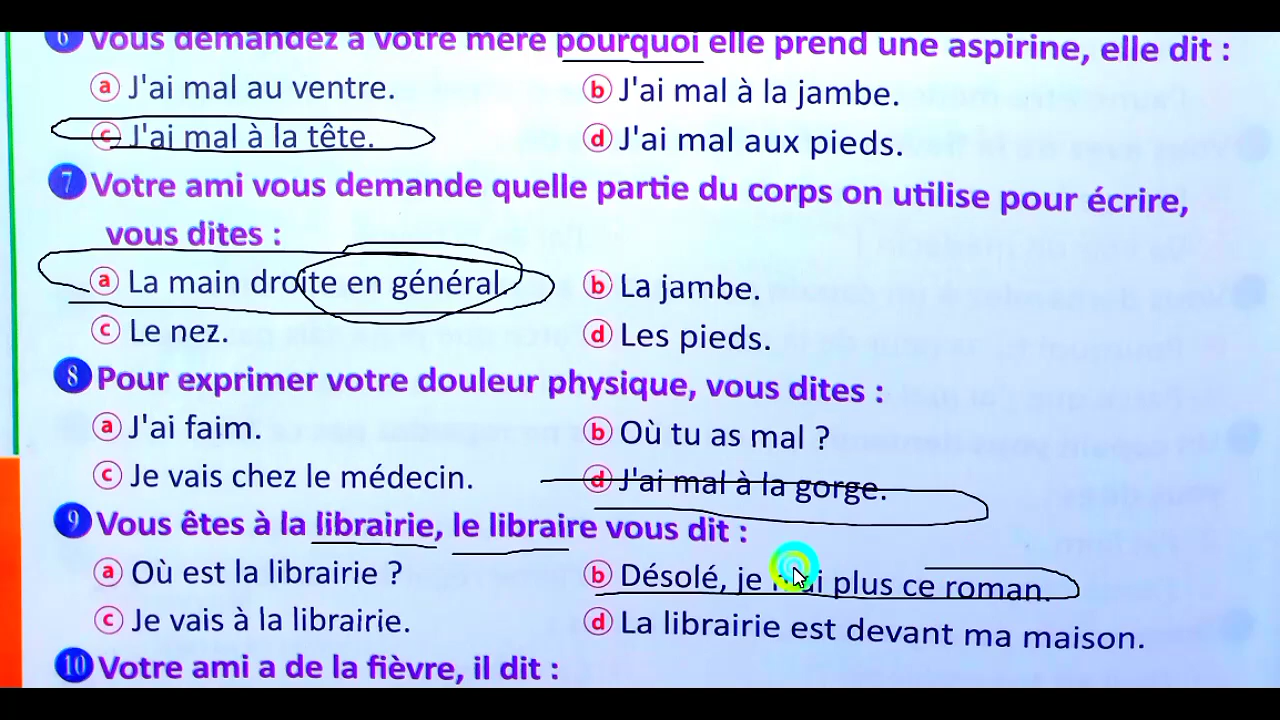 6 Vous demandez à votre mère pourquoi elle prend une aspirine, elle dit :
a J'ai mal au ventre. b J'ai mal à la jambe.
c J'ai mal à la tête. d J'ai mal aux pieds.
7 Votre ami vous demande quelle partie du corps on utilise pour écrire,
vous dites :
a La main droite en général. b La jambe.
c Le nez. d Les pieds.
8 Pour exprimer votre douleur physique, vous dites :
a J'ai faim. b Où tu as mal ?
c Je vais chez le médecin. d J'ai mal à la gorge.
9 Vous êtes à la librairie, le libraire vous dit :
a Où est la librairie ? b Désolé, je plus ce roman.
c Je vais à la librairie. d La librairie est devant ma maison.
10 Votre ami a de la fièvre, il dit :